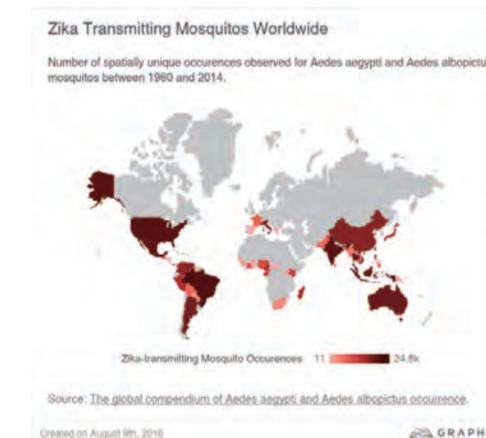 Zika Transmitting Mosquitos Worldwide
Number of spatially unique occurences observed for Aedes aegypti and Aedes albopictu
mosquitos between 1960 and 2014.
Zika-transmitting Mosquito Occurences 11 24.8k
Source: The global compendium of Aedes aegypti and Aedes albopictus occurrence.
Created on August 9th, 2016 GRAPH